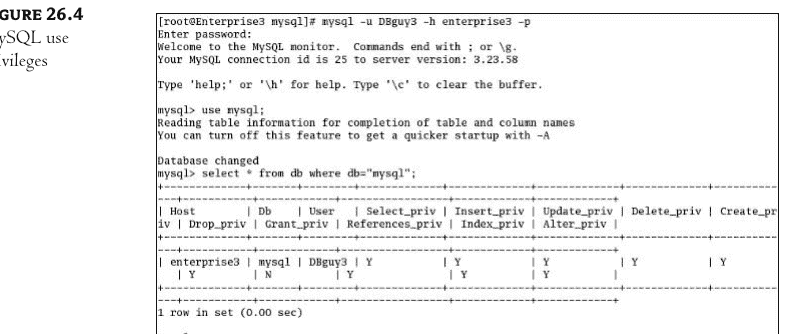 GURE 26.4
ySQL use
vileges
[root@Enterprise3 mysql]# mysql -u DBguy3 -h enterprise3 -p
Enter password:
Welcome to the MySQL monitor.  Commands end with ; or \g.
Your MySQL connection id is 25 to server version: 3.23.58
Type 'help;' or '\h' for help. Type '\c' to clear the buffer.
mysql> use mysql;
Reading table information for completion of table and column names
You can turn off this feature to get a quicker startup with -A
Database changed
mysql> select * from db where db="mysql";
| Host | Db | User | Select_priv | Insert_priv | Update_priv | Delete_priv | Create_pr
iv | Drop_priv | Grant_priv | References_priv | Index_priv | Alter_priv |
| enterprise3 | mysql | DBguy3 | Y | Y | Y | Y | Y
| Y | N | Y | Y | Y |
1 row in set (0.00 sec)